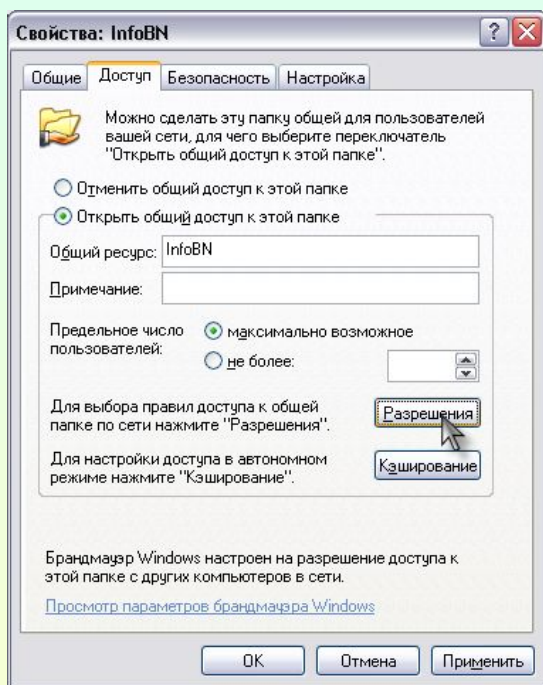 Свойства: InfoBN
Общие Доступ Безопасность Настройка
Можно сделать эту папку общей для пользователей
вашей сети, для чего выберите переключатель
"Открыть общий доступ к этой папке".
Отменить общий доступ к этой папке
Открыть общий доступ к этой папке
Общий ресурс: InfoBN
Примечание:
Предельное число
пользователей:
максимально возможное
не более:
Для выбора правил доступа к общей
папке по сети нажмите "Разрешения".
Разрешения
Для настройки доступа в автономном
режиме нажмите "Кэширование".
Кэширование
Брандмауэр Windows настроен на разрешение доступа к
этой папке с других компьютеров в сети.
Просмотр параметров брандмауэра Windows
ОК Отмена Применить